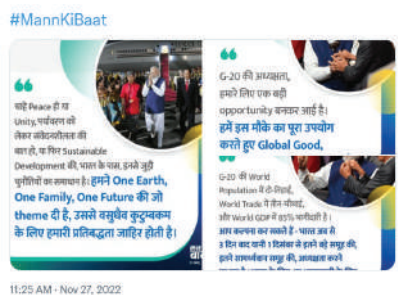 #MannKiBaat
चाहे Peace हो या
Unity, पर्यावरण को
लेकर संवेदनशीलता की
बात हो, या फिर Sustainable
Development की, भारत के पास, इनसे जुड़ी
चुनौतियों का समाधान है। हमने One Earth,
One Family, One Future की जो
theme दी है, उससे वसुधैव कुटुम्बकम
के लिए हमारी प्रतिबद्धता जाहिर होती है।
G-20 की अध्यक्षता,
हमारे लिए एक बड़ी
opportunity बनकर आई है।
हमें इस मौके का पूरा उपयोग
करते हुए Global Good,
G-20 की World
Population में दो-तिहाई,
World Trade में तीन-चौथाई,
और World GDP में 85% भागीदारी है।
आप कल्पना कर सकते हैं - भारत अब से
3 दिन बाद यानी 1 दिसंबर से इतने बड़े समूह की,
इतने सामर्थ्यवान समूह की, अध्यक्षता करने
11:25 AM · Nov 27, 2022